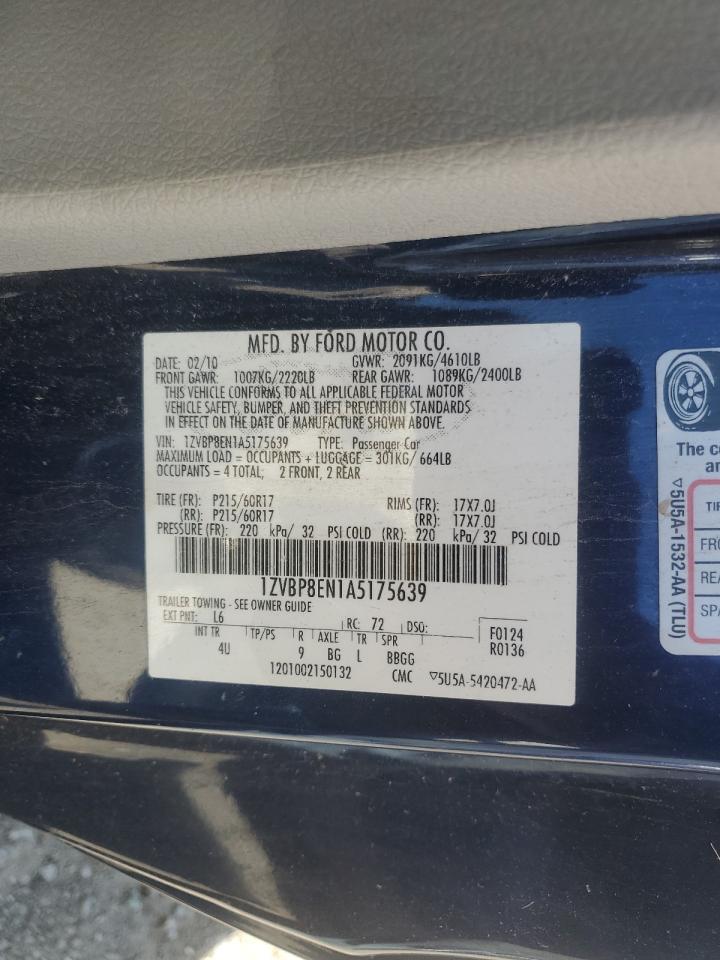 MFD. BY FORD MOTOR CO.
DATE: 02/10 GVWR: 2091KG/4610LB
FRONT GAWR: 1007KG/2220LB REAR GAWR: 1089KG/2400LB
THIS VEHICLE CONFORMS TO ALL APPLICABLE FEDERAL MOTOR
VEHICLE SAFETY, BUMPER, AND THEFT PREVENTION STANDARDS
IN EFFECT ON THE DATE OF MANUFACTURE SHOWN ABOVE.
VIN: 1ZVBP8EN1A5175639 TYPE: Passenger Car
MAXIMUM LOAD = OCCUPANTS + LUGGAGE = 301KG/ 664LB
OCCUPANTS = 4 TOTAL; 2 FRONT, 2 REAR
TIRE (FR): P215/60R17 RIMS (FR): 17X7.0J
(RR): P215/60R17 (RR): 17X7.0J
PRESSURE (FR): 220 kPa/ 32 PSI COLD (RR): 220 kPa/ 32 PSI COLD
1ZVBP8EN1A5175639
TRAILER TOWING - SEE OWNER GUIDE
EXT PNT: L6 RC: 72 DSO: F0124
INT TR TP/PS R AXLE TR SPR R0136
4U 9 BG L BBGG
1201002150132 CMC ▽5U5A-5420472-AA
The co
an
TI
FRO
REA
SPA
▽5U5A-1532-AA (TLU)